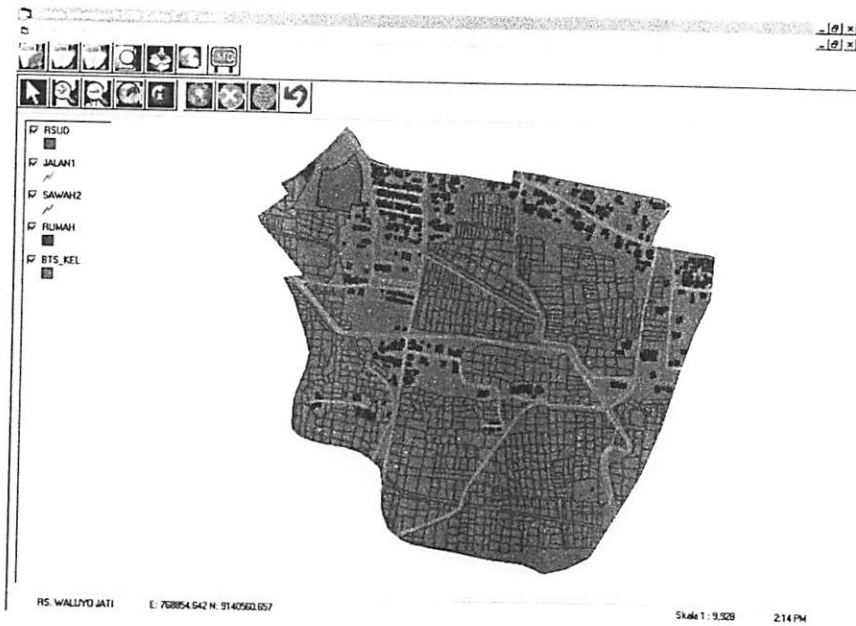 RSUD
JALAN1
SAWAH2
RUMAH
BTS_KEL
RS. WALUYO JATI E: 768854.642 N: 9140560.657 Skala 1 : 9,928 2:14 PM